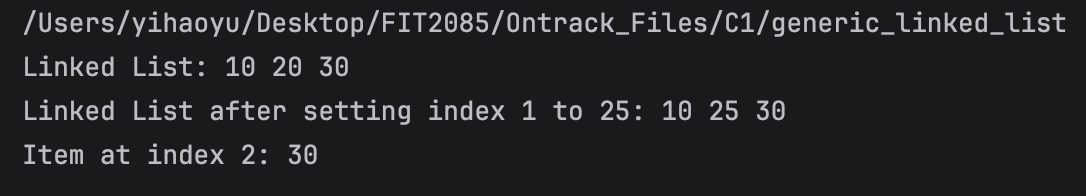 /Users/yihaoyu/Desktop/FIT2085/Ontrack_Files/C1/generic_linked_list
Linked List: 10 20 30
Linked List after setting index 1 to 25: 10 25 30
Item at index 2: 30